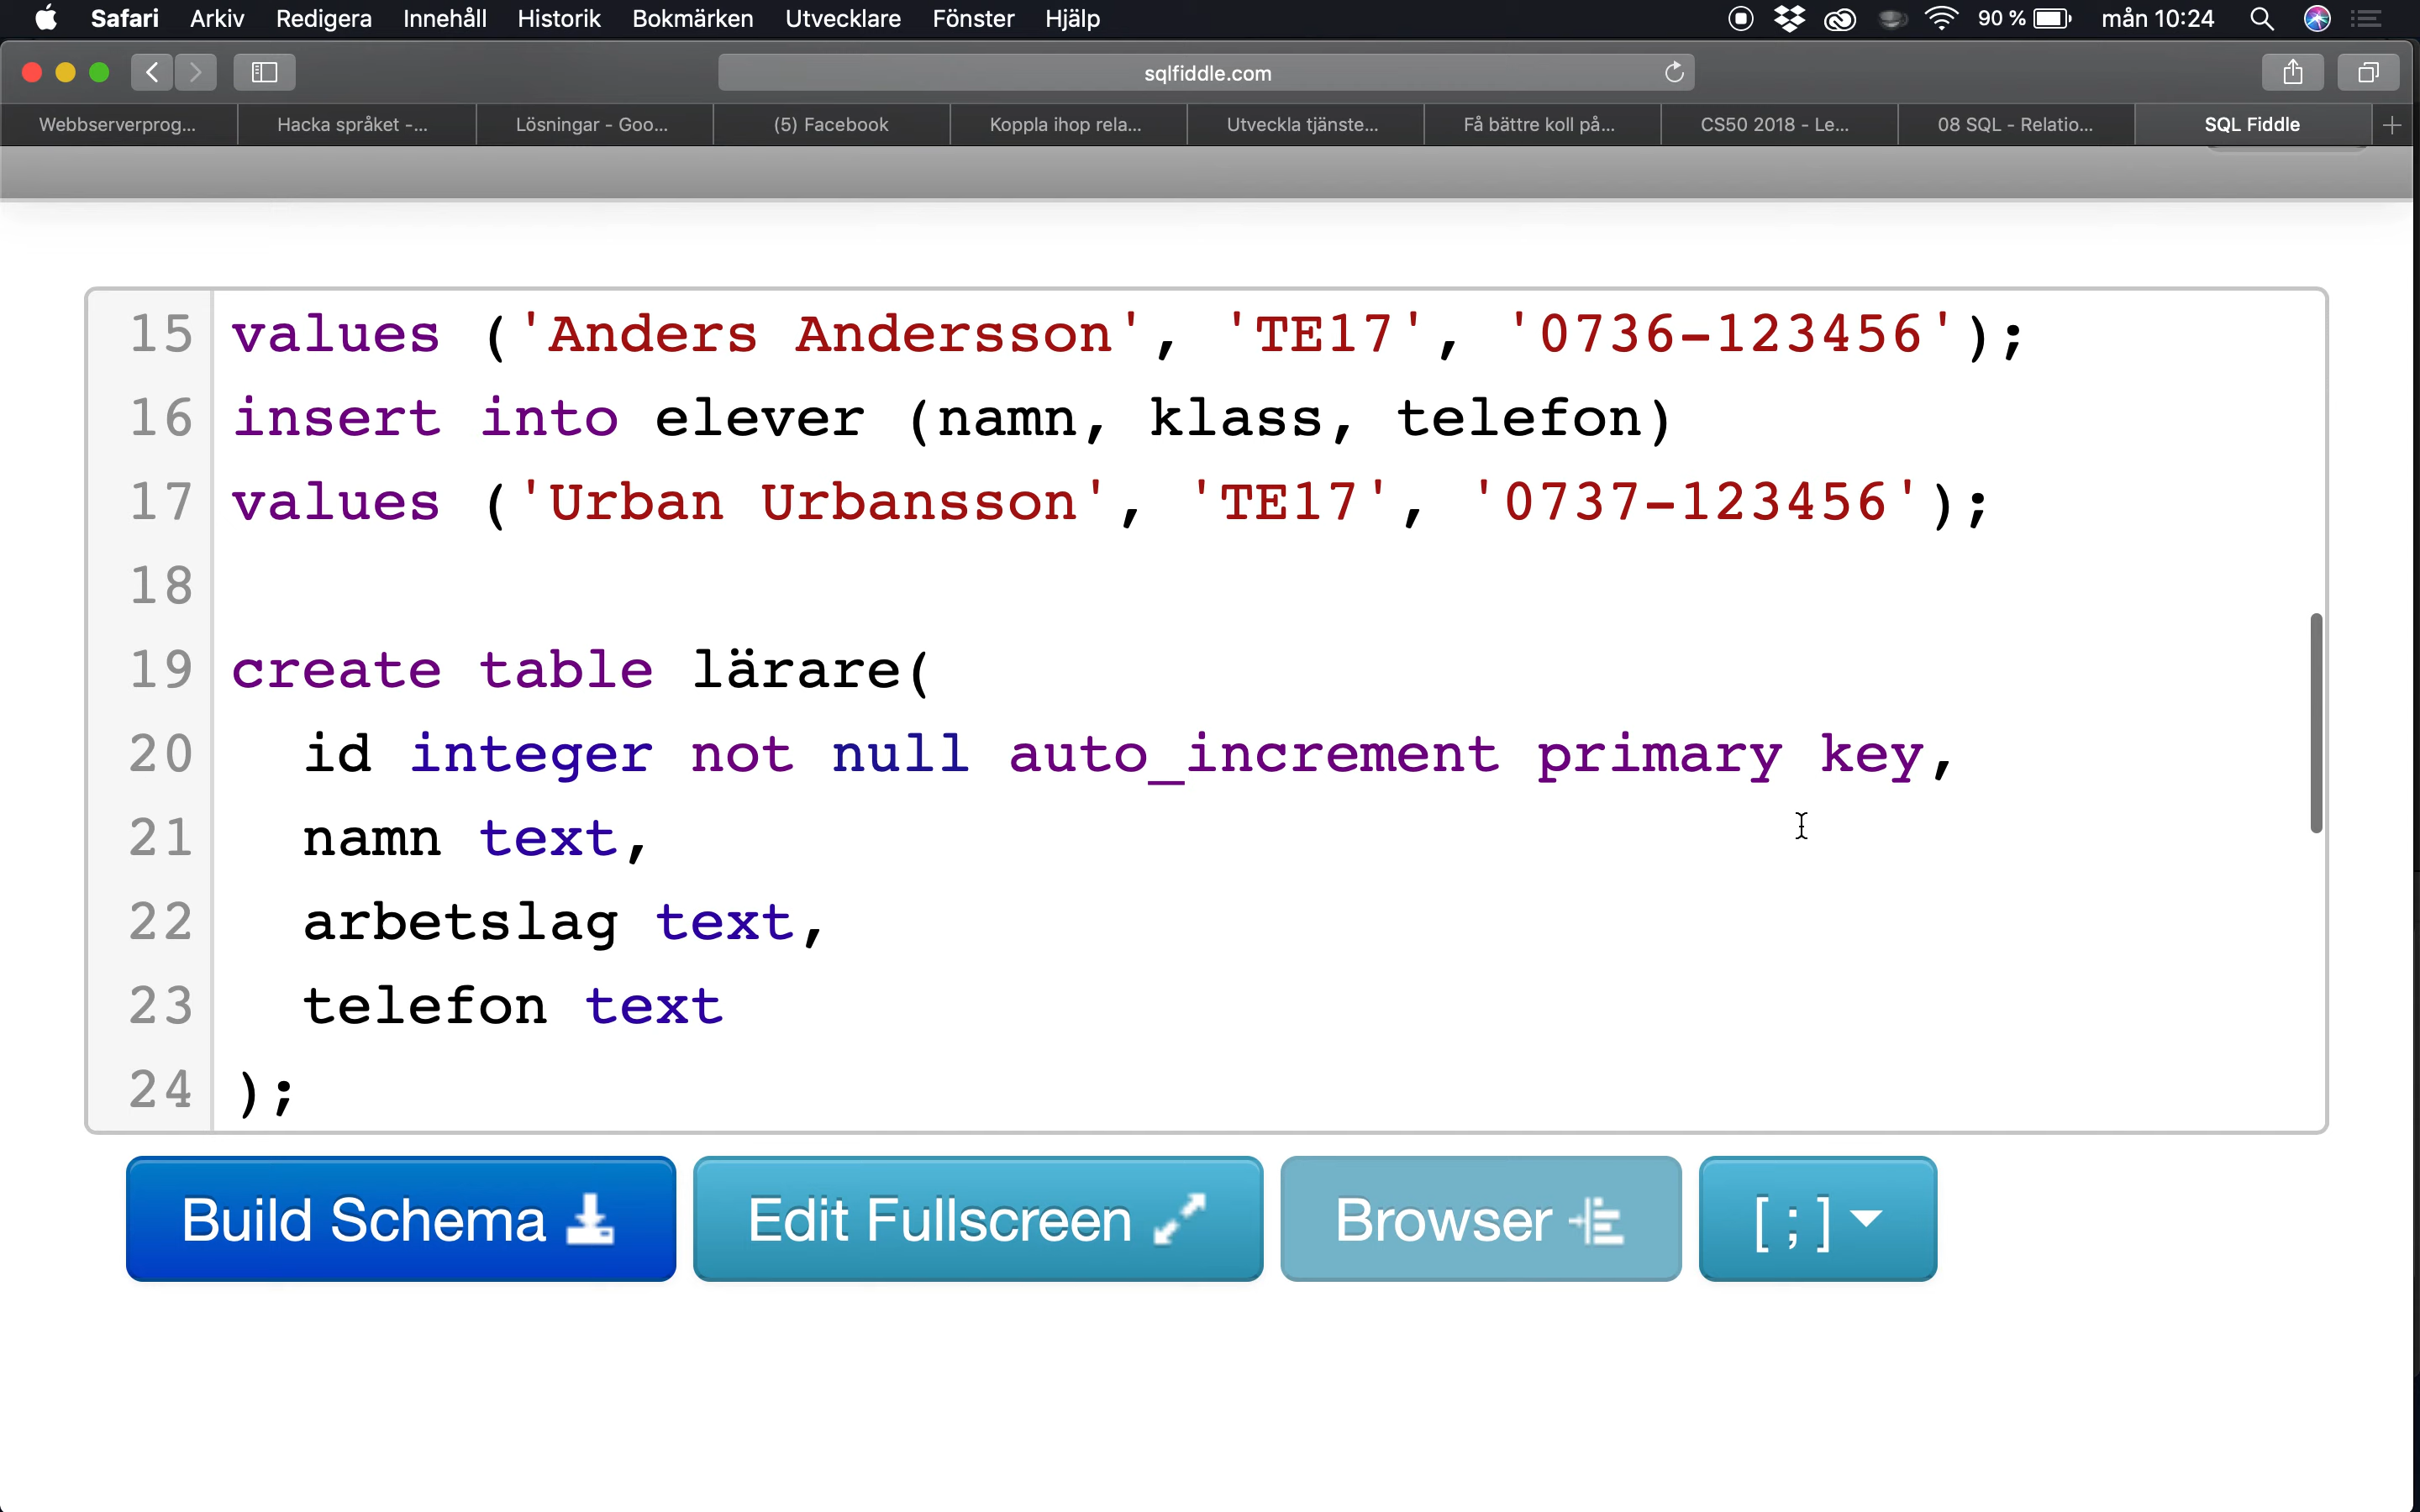 Safari Arkiv Redigera Innehåll Historik Bokmärken Utvecklare Fönster Hjälp 90 % mån 10:24
sqlfiddle.com
Webbserverprog... Hacka språket -... Lösningar - Goo... (5) Facebook Koppla ihop rela... Utveckla tjänste... Få bättre koll på... CS50 2018 - Le... 08 SQL - Relatio... SQL Fiddle
15 values ('Anders Andersson', 'TE17', '0736-123456');
16 insert into elever (namn, klass, telefon)
17 values ('Urban Urbansson', 'TE17', '0737-123456');
18
19 create table lärare(
20 id integer not null auto_increment primary key,
21 namn text,
22 arbetslag text,
23 telefon text
24 );
Build Schema Edit Fullscreen Browser [ ; ]